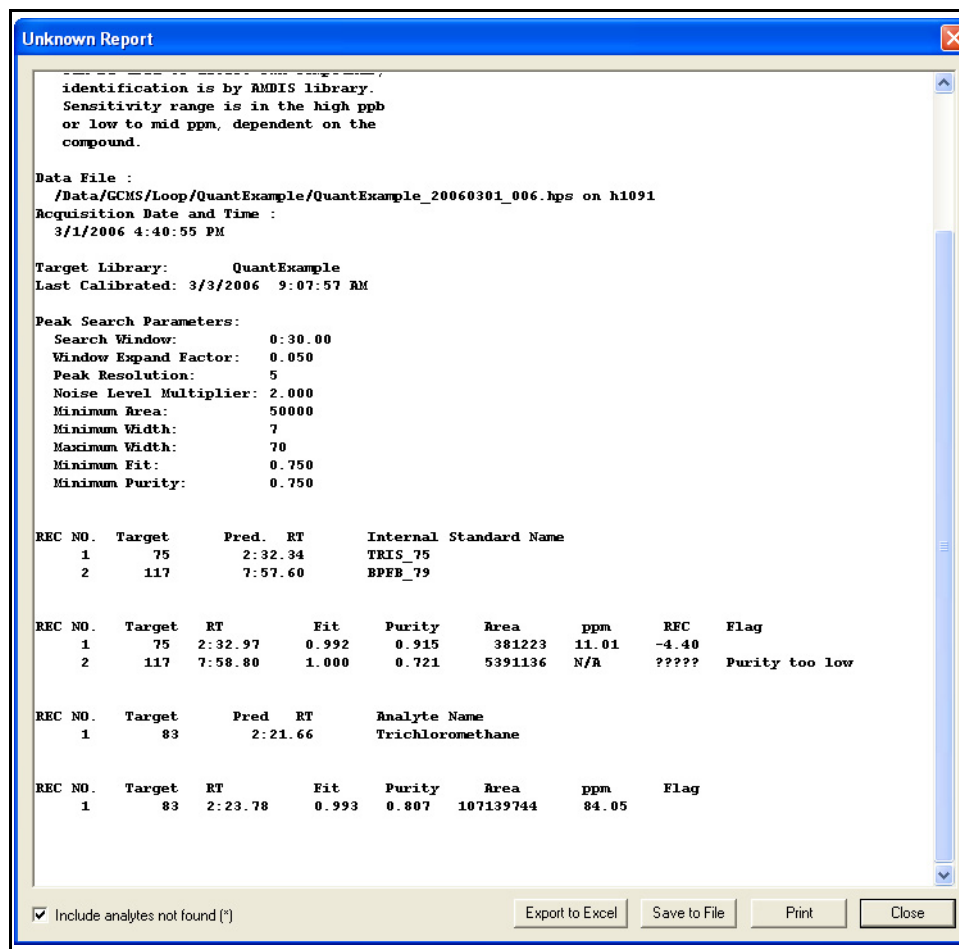 Unknown Report
identification is by AMDIS library.
Sensitivity range is in the high ppb
or low to mid ppm, dependent on the
compound.
Data File :
/Data/GCMS/Loop/QuantExample/QuantExample_20060301_006.hps on h1091
Acquisition Date and Time :
3/1/2006 4:40:55 PM
Target Library: QuantExample
Last Calibrated: 3/3/2006 9:07:57 AM
Peak Search Parameters:
Search Window: 0:30.00
Window Expand Factor: 0.050
Peak Resolution: 5
Noise Level Multiplier: 2.000
Minimum Area: 50000
Minimum Width: 7
Maximum Width: 70
Minimum Fit: 0.750
Minimum Purity: 0.750
REC NO. Target Pred. RT Internal Standard Name
1 75 2:32.34 TRIS_75
2 117 7:57.60 BPFB_79
REC NO. Target RT Fit Purity Area ppm RFC Flag
1 75 2:32.97 0.992 0.915 381223 11.01 -4.40
2 117 7:58.80 1.000 0.721 5391136 N/A ????? Purity too low
REC NO. Target Pred RT Analyte Name
1 83 2:21.66 Trichloromethane
REC NO. Target RT Fit Purity Area ppm Flag
1 83 2:23.78 0.993 0.807 107139744 84.05
Include analytes not found (*)
Export to Excel
Save to File
Print
Close